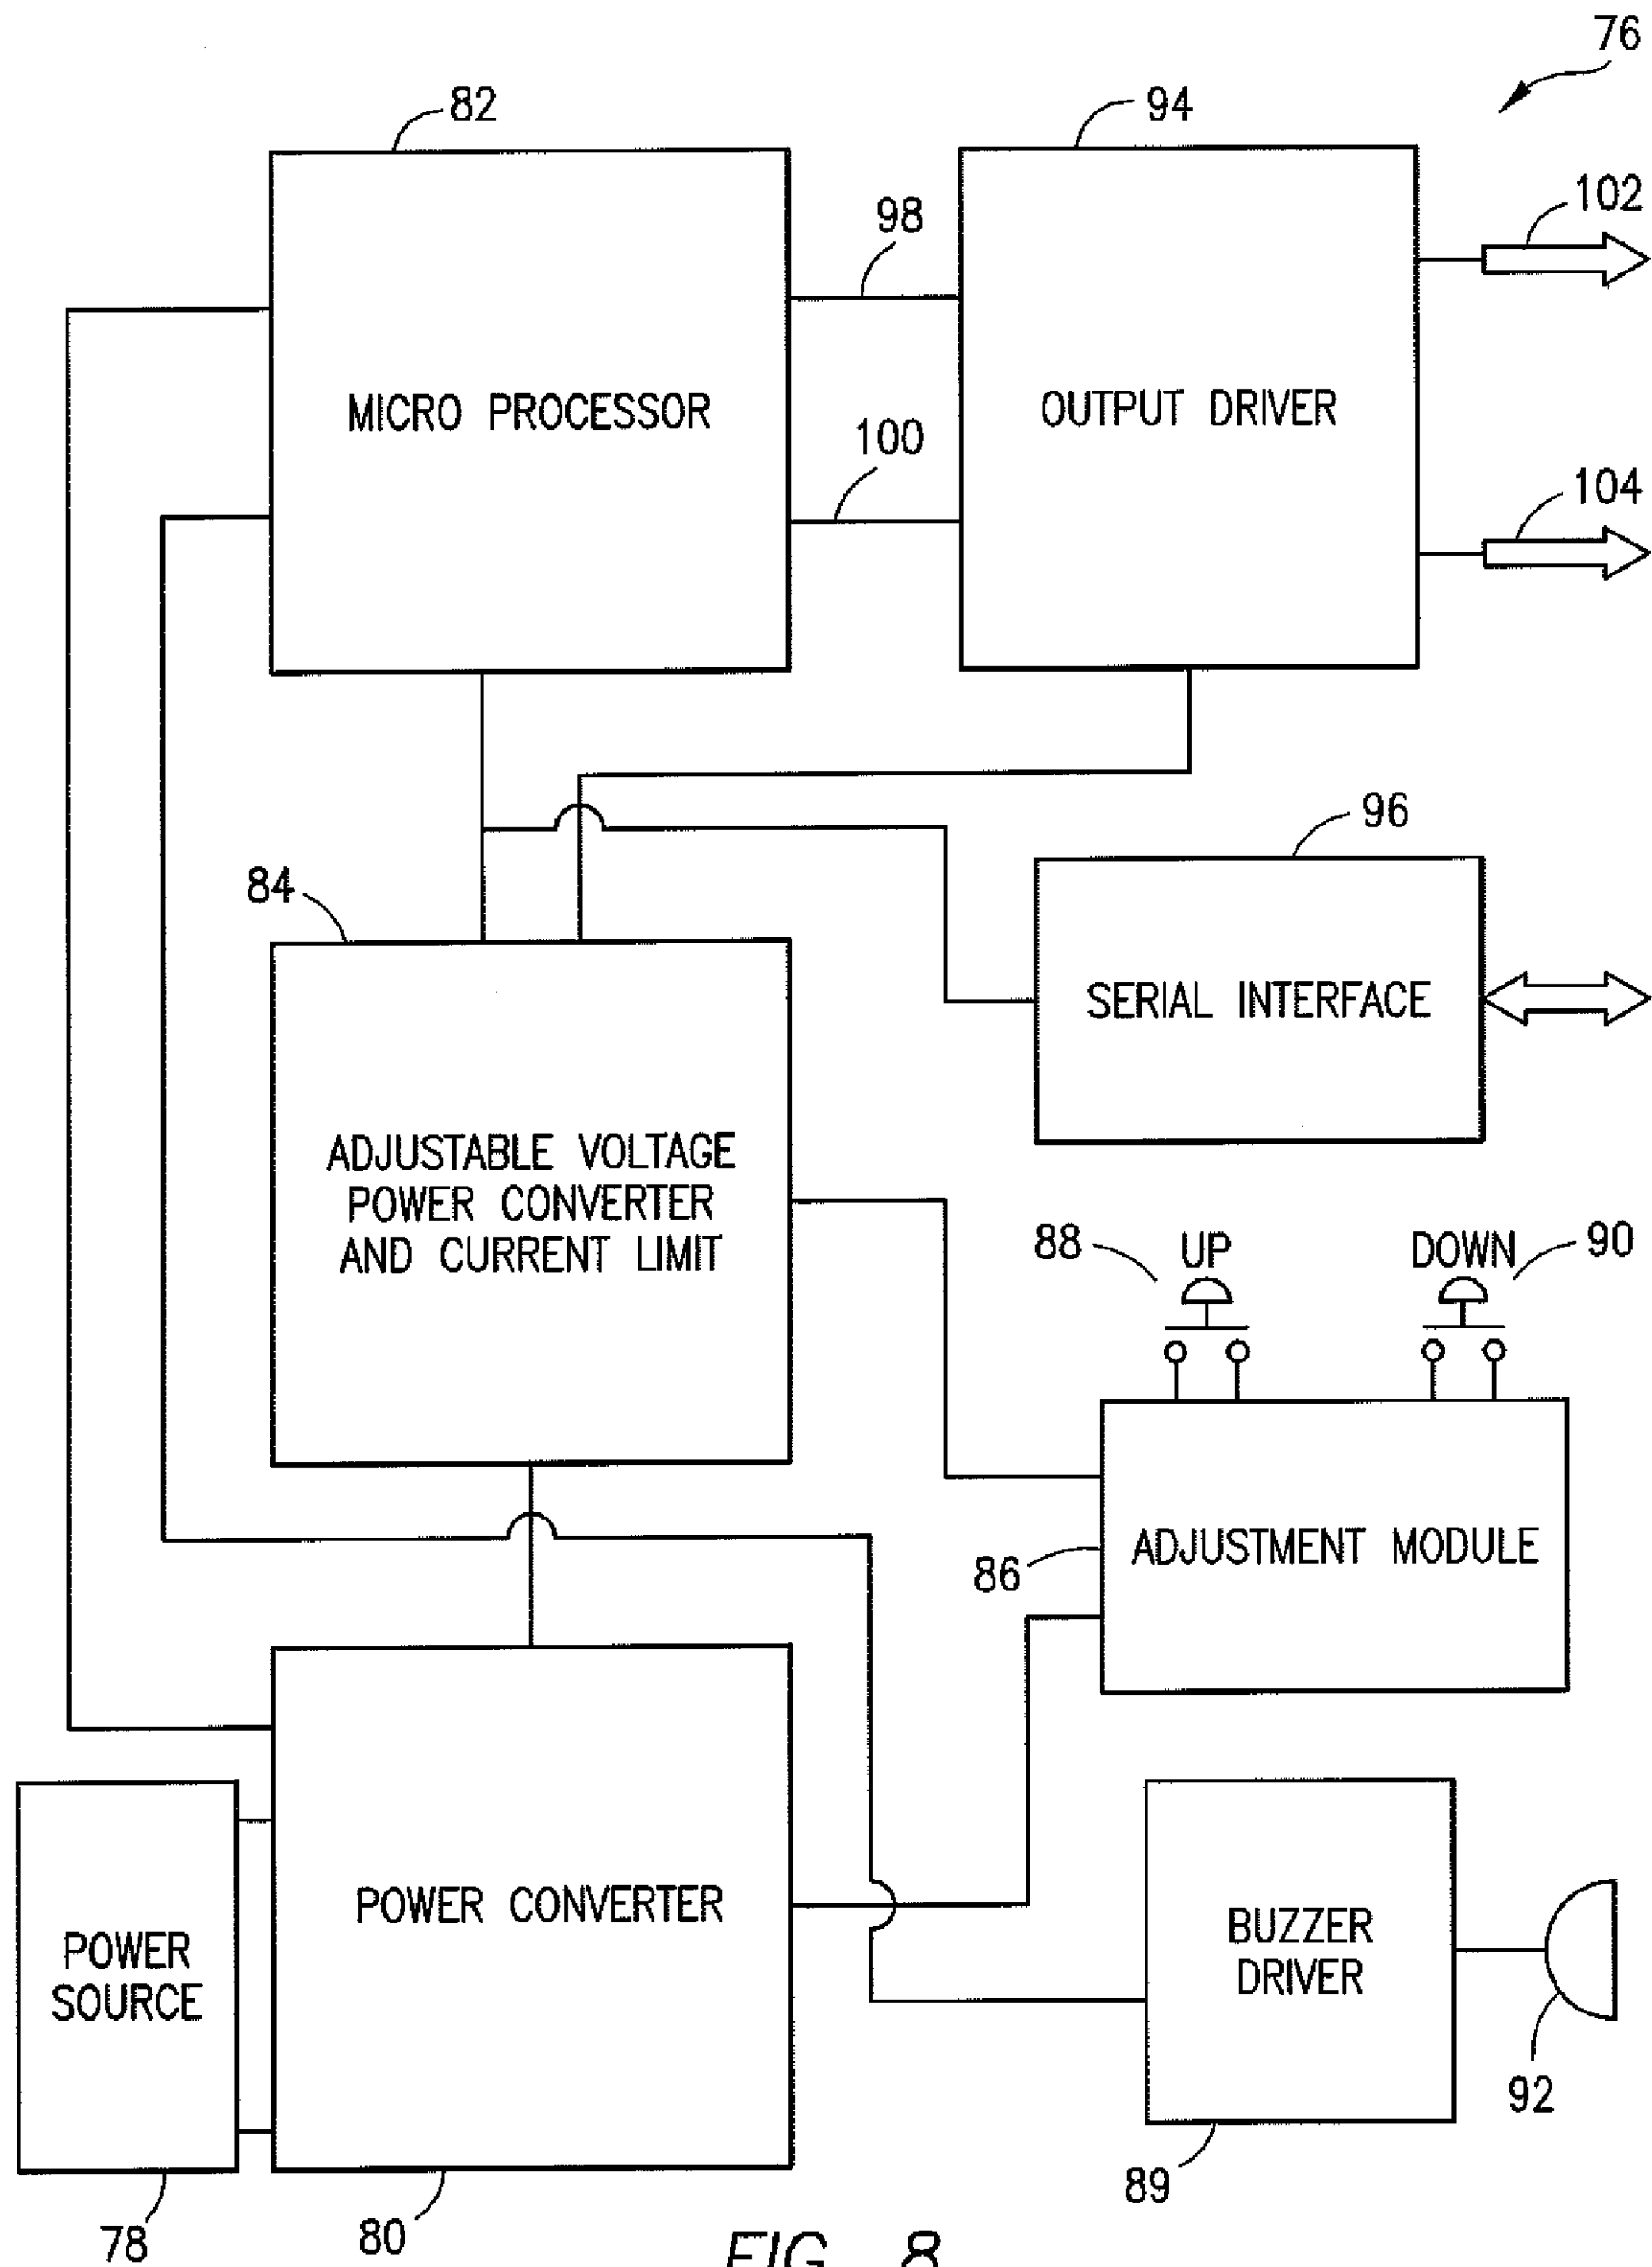 76
82
94
102
98
MICRO PROCESSOR
OUTPUT DRIVER
100
104
96
84
SERIAL INTERFACE
ADJUSTABLE VOLTAGE
POWER CONVERTER
AND CURRENT LIMIT
88
UP
DOWN
90
86
ADJUSTMENT MODULE
POWER CONVERTER
POWER
SOURCE
BUZZER
DRIVER
92
89
78
80
FIG. 8